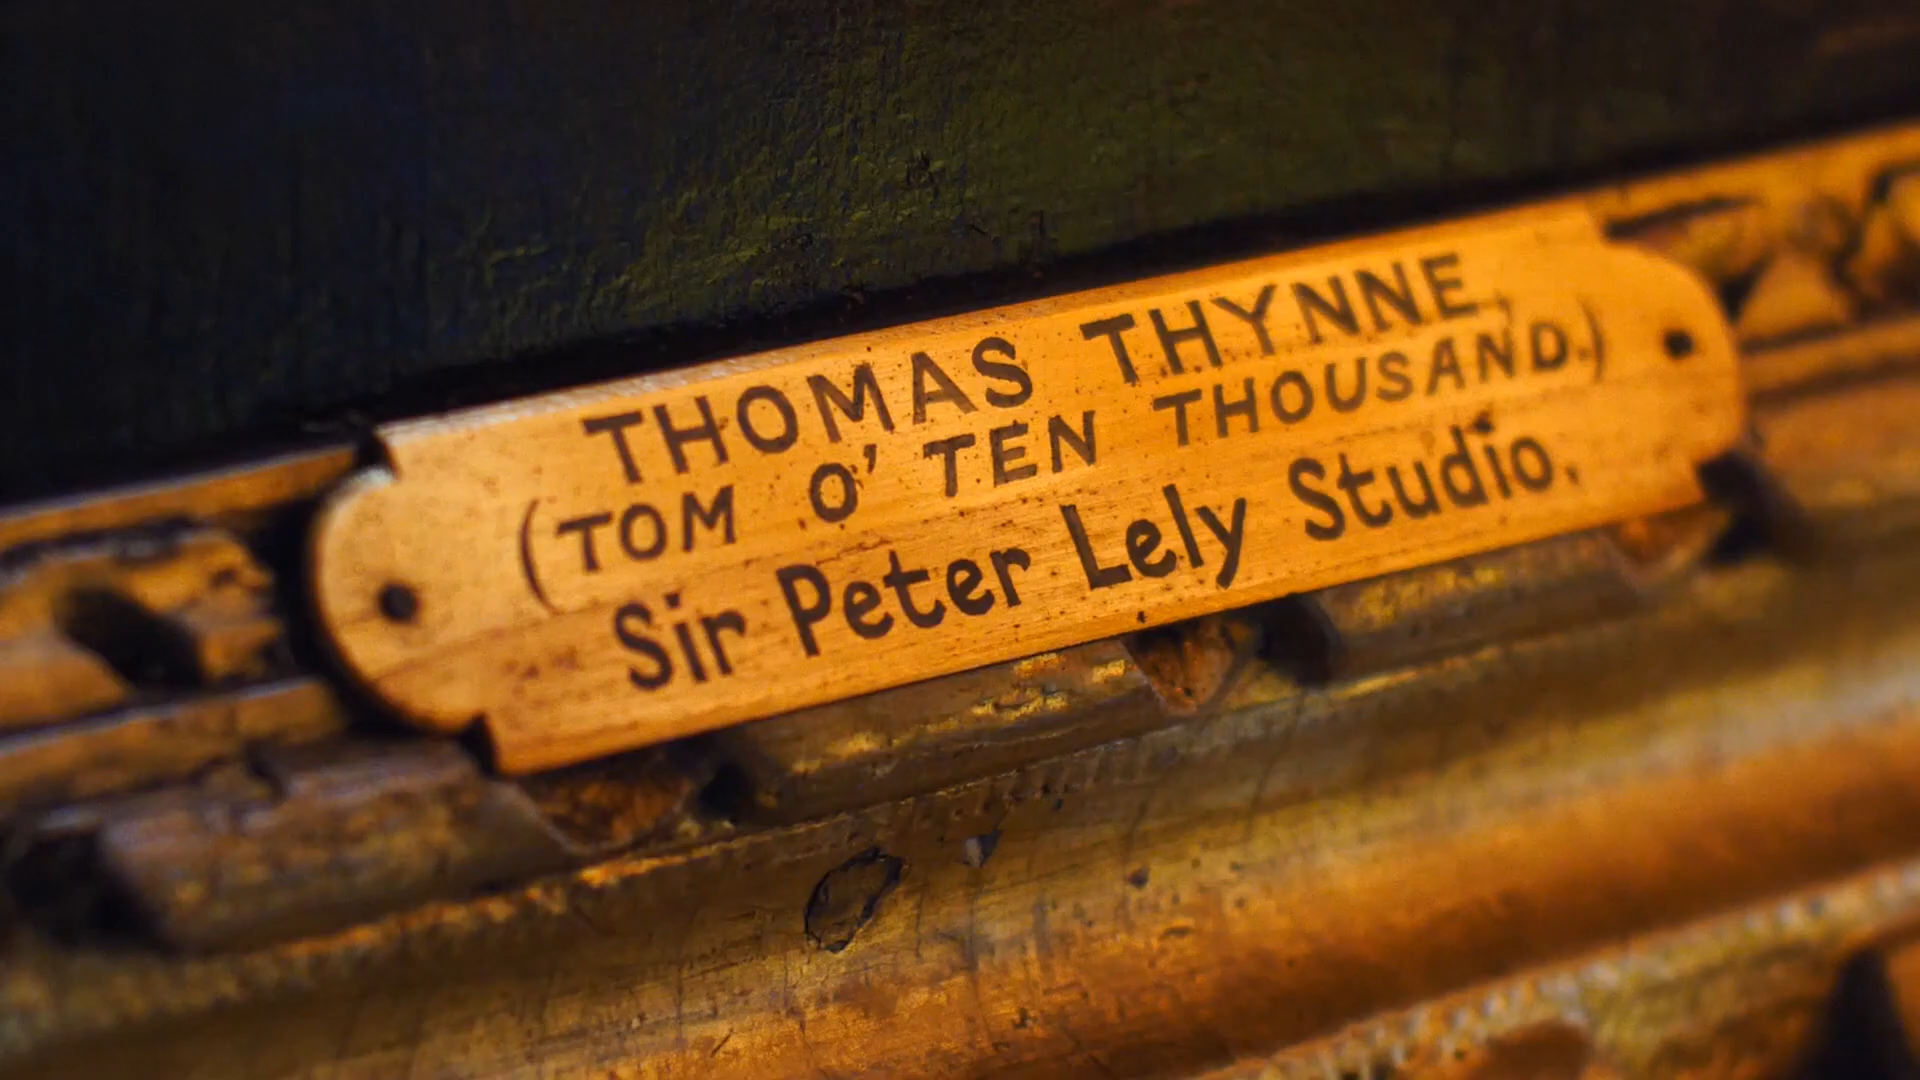 THOMAS THYNNE,
(TOM O' TEN THOUSAND.)
Sir Peter Lely Studio.